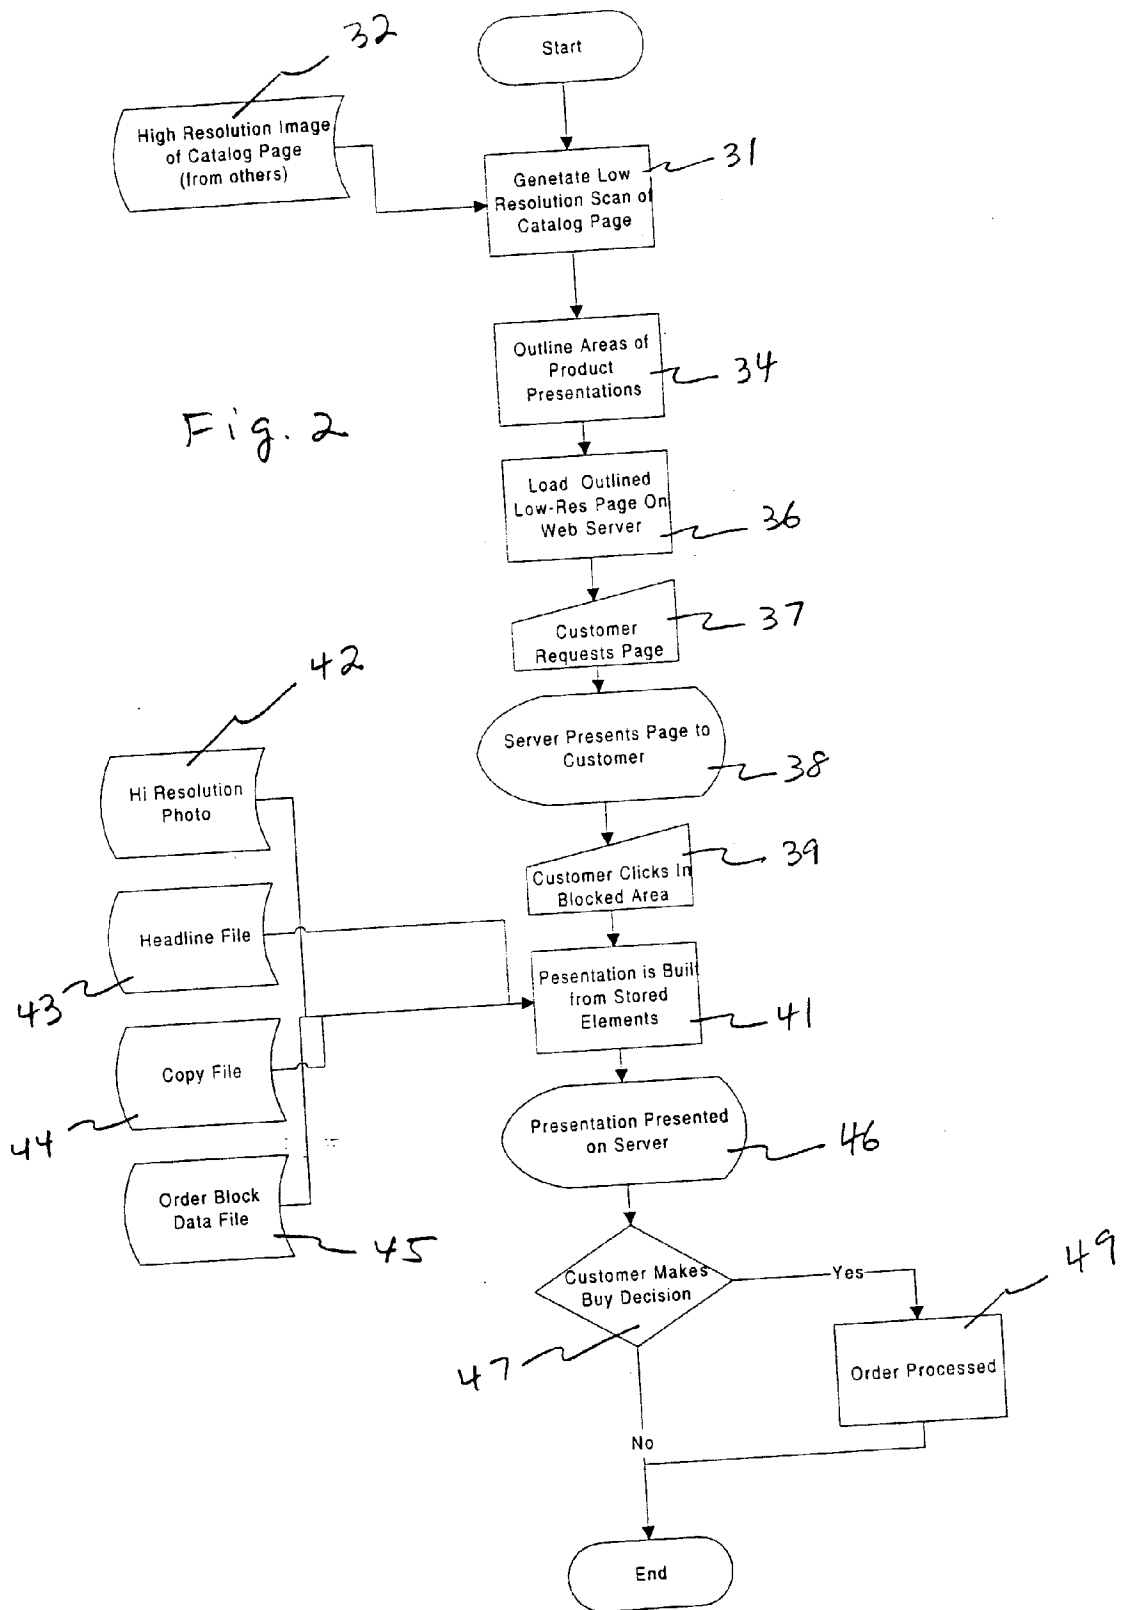 32
Start
High Resolution Image
of Catalog Page
(from others)
31
Genetate Low
Resolution Scan of
Catalog Page
Outline Areas of
Product
Presentations
34
Fig. 2
Load Outlined
Low-Res Page On
Web Server
36
37
Customer
Requests Page
42
Server Presents Page to
Customer
38
Hi Resolution
Photo
39
Customer Clicks In
Blocked Area
Headline File
43
Pesentation is Built
from Stored
Elements
41
Copy File
44
Presentation Presented
on Server
46
Order Block
Data File
45
Customer Makes
Buy Decision
Yes
49
47
Order Processed
No
End